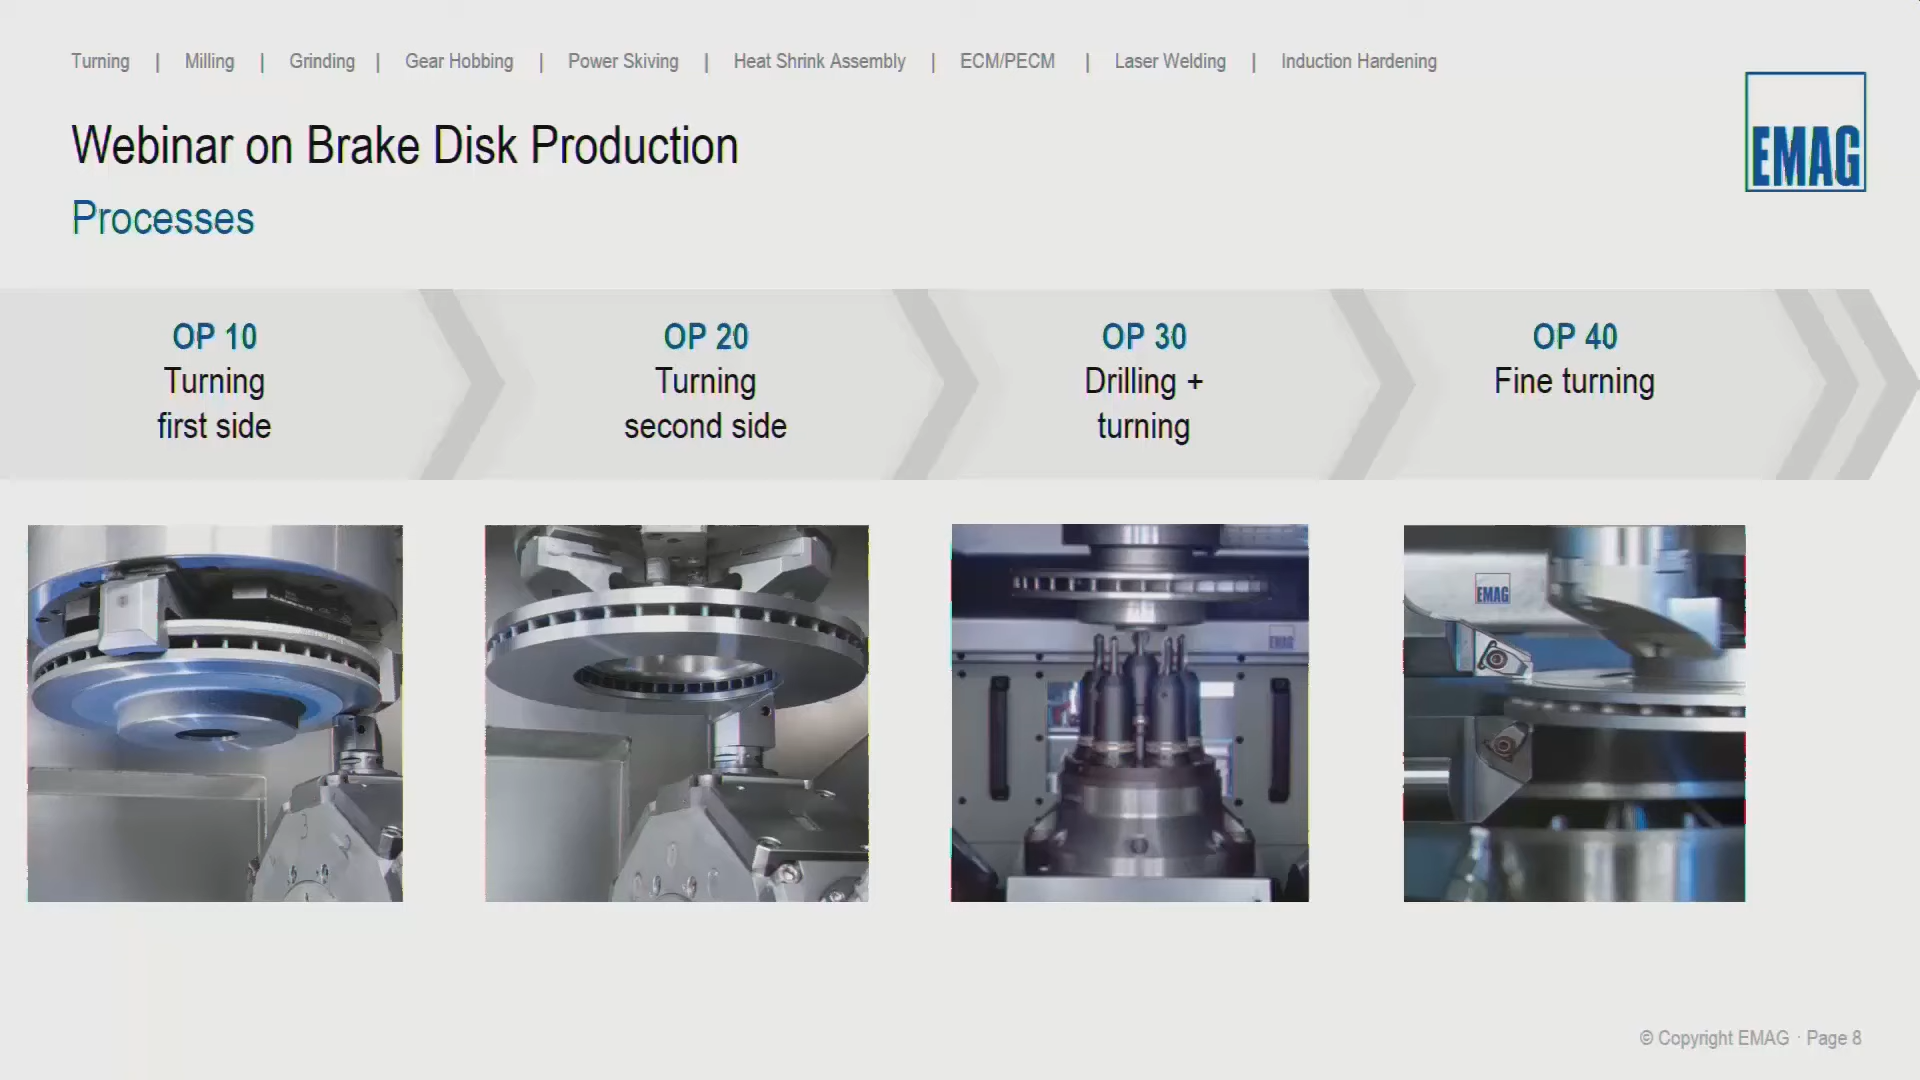 Turning | Milling | Grinding | Gear Hobbing | Power Skiving | Heat Shrink Assembly | ECM/PECM | Laser Welding | Induction Hardening
EMAG
Webinar on Brake Disk Production
Processes
OP 10
Turning
first side
OP 20
Turning
second side
OP 30
Drilling +
turning
OP 40
Fine turning
EMAG
EMAG
© Copyright EMAG · Page 8